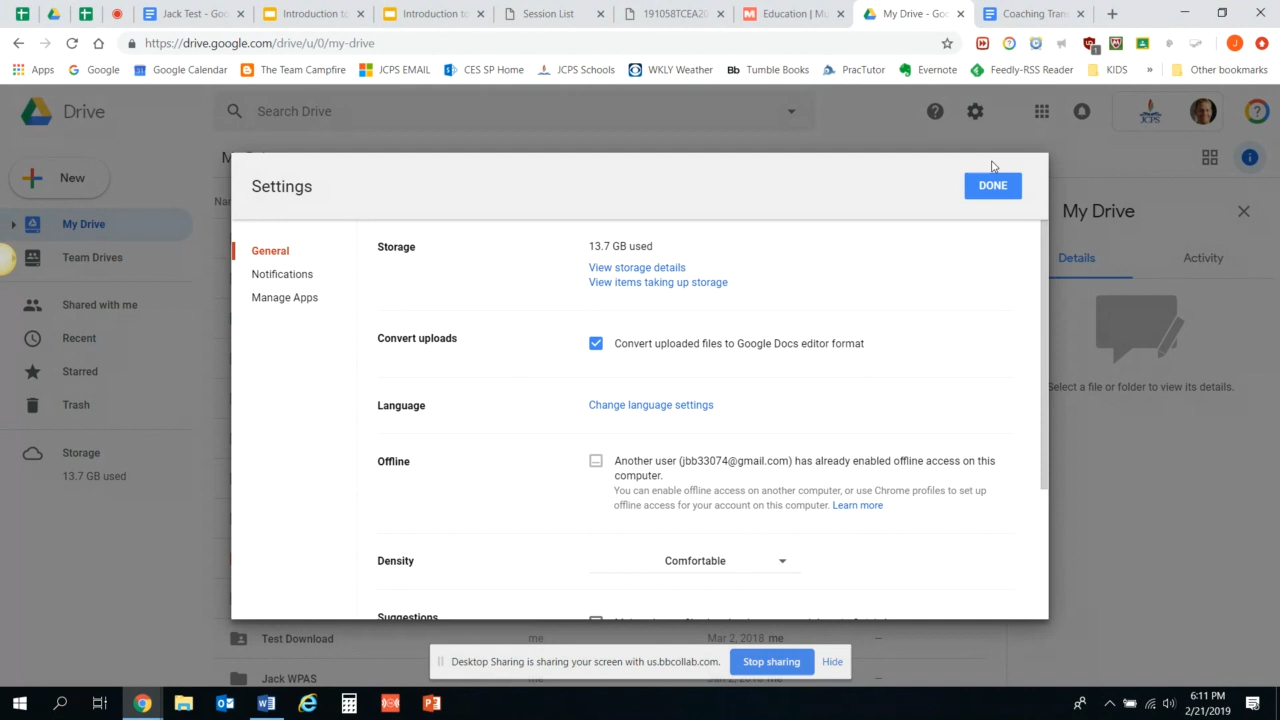 Jack Test - Goo
Introduction to
Introduction to
Session List
191058TCEA20
Education | Mu
My Drive - Goo
Coaching Tran
https://drive.google.com/drive/u/0/my-drive
Apps
Google
Google Calendar
The Team Campfire
JCPS EMAIL
CES SP Home
JCPS Schools
WKLY Weather
Bb Tumble Books
PracTutor
Evernote
Feedly-RSS Reader
KIDS
»
Other bookmarks
Drive
Search Drive
JCPS
New
My Drive
Team Drives
Shared with me
Recent
Starred
Trash
Storage
13.7 GB used
Settings
DONE
General
Notifications
Manage Apps
Storage
13.7 GB used
View storage details
View items taking up storage
Convert uploads
Convert uploaded files to Google Docs editor format
Language
Change language settings
Offline
Another user (jbb33074@gmail.com) has already enabled offline access on this
computer.
You can enable offline access on another computer, or use Chrome profiles to set up
offline access for your account on this computer. Learn more
Density
Comfortable
Suggestions
My Drive
Details
Activity
Select a file or folder to view its details.
Test Download
me
Mar 2, 2018 me
–
Jack WPAS
me
Desktop Sharing is sharing your screen with us.bbcollab.com.
Stop sharing
Hide
6:11 PM
2/21/2019